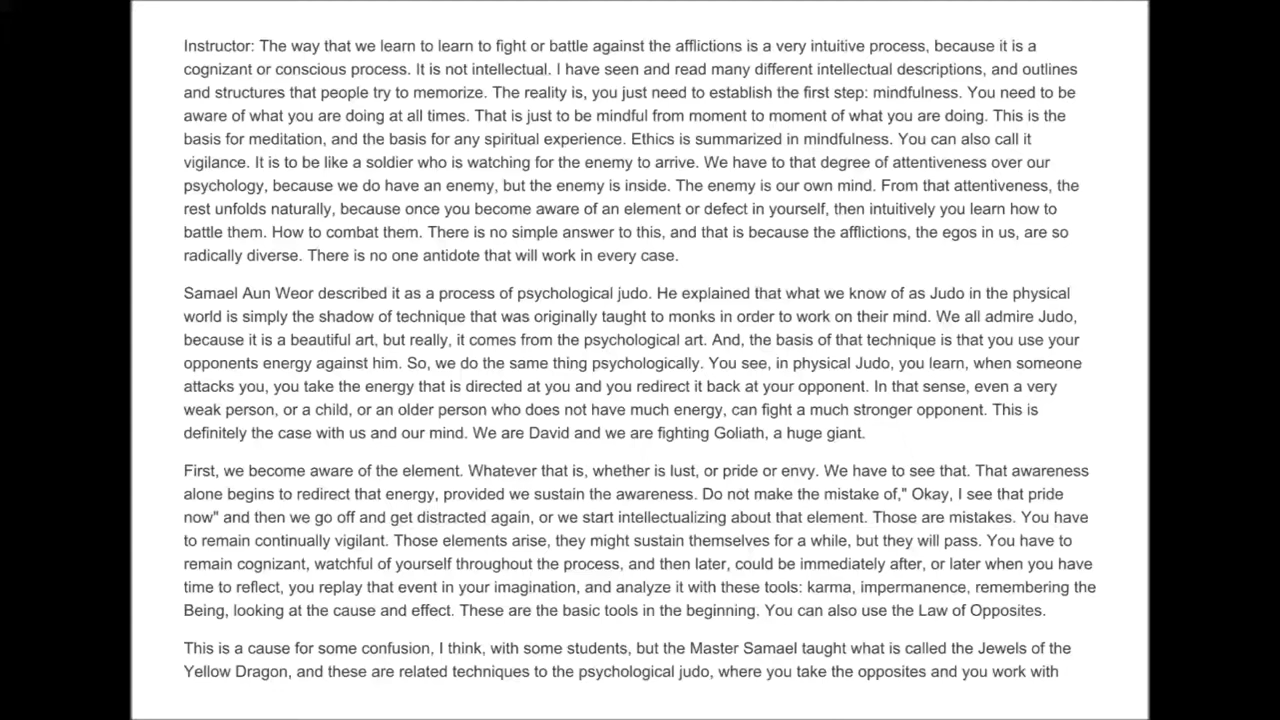 Instructor: The way that we learn to learn to fight or battle against the afflictions is a very intuitive process, because it is a
cognizant or conscious process. It is not intellectual. I have seen and read many different intellectual descriptions, and outlines
and structures that people try to memorize. The reality is, you just need to establish the first step: mindfulness. You need to be
aware of what you are doing at all times. That is just to be mindful from moment to moment of what you are doing. This is the
basis for meditation, and the basis for any spiritual experience. Ethics is summarized in mindfulness. You can also call it
vigilance. It is to be like a soldier who is watching for the enemy to arrive. We have to that degree of attentiveness over our
psychology, because we do have an enemy, but the enemy is inside. The enemy is our own mind. From that attentiveness, the
rest unfolds naturally, because once you become aware of an element or defect in yourself, then intuitively you learn how to
battle them. How to combat them. There is no simple answer to this, and that is because the afflictions, the egos in us, are so
radically diverse. There is no one antidote that will work in every case.
Samael Aun Weor described it as a process of psychological judo. He explained that what we know of as Judo in the physical
world is simply the shadow of technique that was originally taught to monks in order to work on their mind. We all admire Judo,
because it is a beautiful art, but really, it comes from the psychological art. And, the basis of that technique is that you use your
opponents energy against him. So, we do the same thing psychologically. You see, in physical Judo, you learn, when someone
attacks you, you take the energy that is directed at you and you redirect it back at your opponent. In that sense, even a very
weak person, or a child, or an older person who does not have much energy, can fight a much stronger opponent. This is
definitely the case with us and our mind. We are David and we are fighting Goliath, a huge giant.
First, we become aware of the element. Whatever that is, whether is lust, or pride or envy. We have to see that. That awareness
alone begins to redirect that energy, provided we sustain the awareness. Do not make the mistake of," Okay, I see that pride
now" and then we go off and get distracted again, or we start intellectualizing about that element. Those are mistakes. You have
to remain continually vigilant. Those elements arise, they might sustain themselves for a while, but they will pass. You have to
remain cognizant, watchful of yourself throughout the process, and then later, could be immediately after, or later when you have
time to reflect, you replay that event in your imagination, and analyze it with these tools: karma, impermanence, remembering the
Being, looking at the cause and effect. These are the basic tools in the beginning. You can also use the Law of Opposites.
This is a cause for some confusion, I think, with some students, but the Master Samael taught what is called the Jewels of the
Yellow Dragon, and these are related techniques to the psychological judo, where you take the opposites and you work with